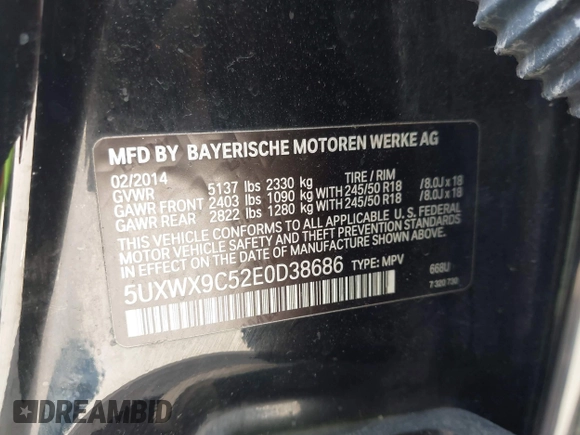 MFD BY BAYERISCHE MOTOREN WERKE AG
02/2014 TIRE / RIM
GVWR 5137 lbs 2330 kg
GAWR FRONT 2403 lbs 1090 kg WITH 245/50 R18 /8.0J x 18
GAWR REAR 2822 lbs 1280 kg WITH 245/50 R18 /8.0J x 18
THIS VEHICLE CONFORMS TO ALL APPLICABLE U. S. FEDERAL
MOTOR VEHICLE SAFETY AND THEFT PREVENTION STANDARDS
IN EFFECT ON THE DATE OF MANUFACTURE SHOWN ABOVE.
5UXWX9C52E0D38686 TYPE: MPV 668U
7 320 730
DREAMBID